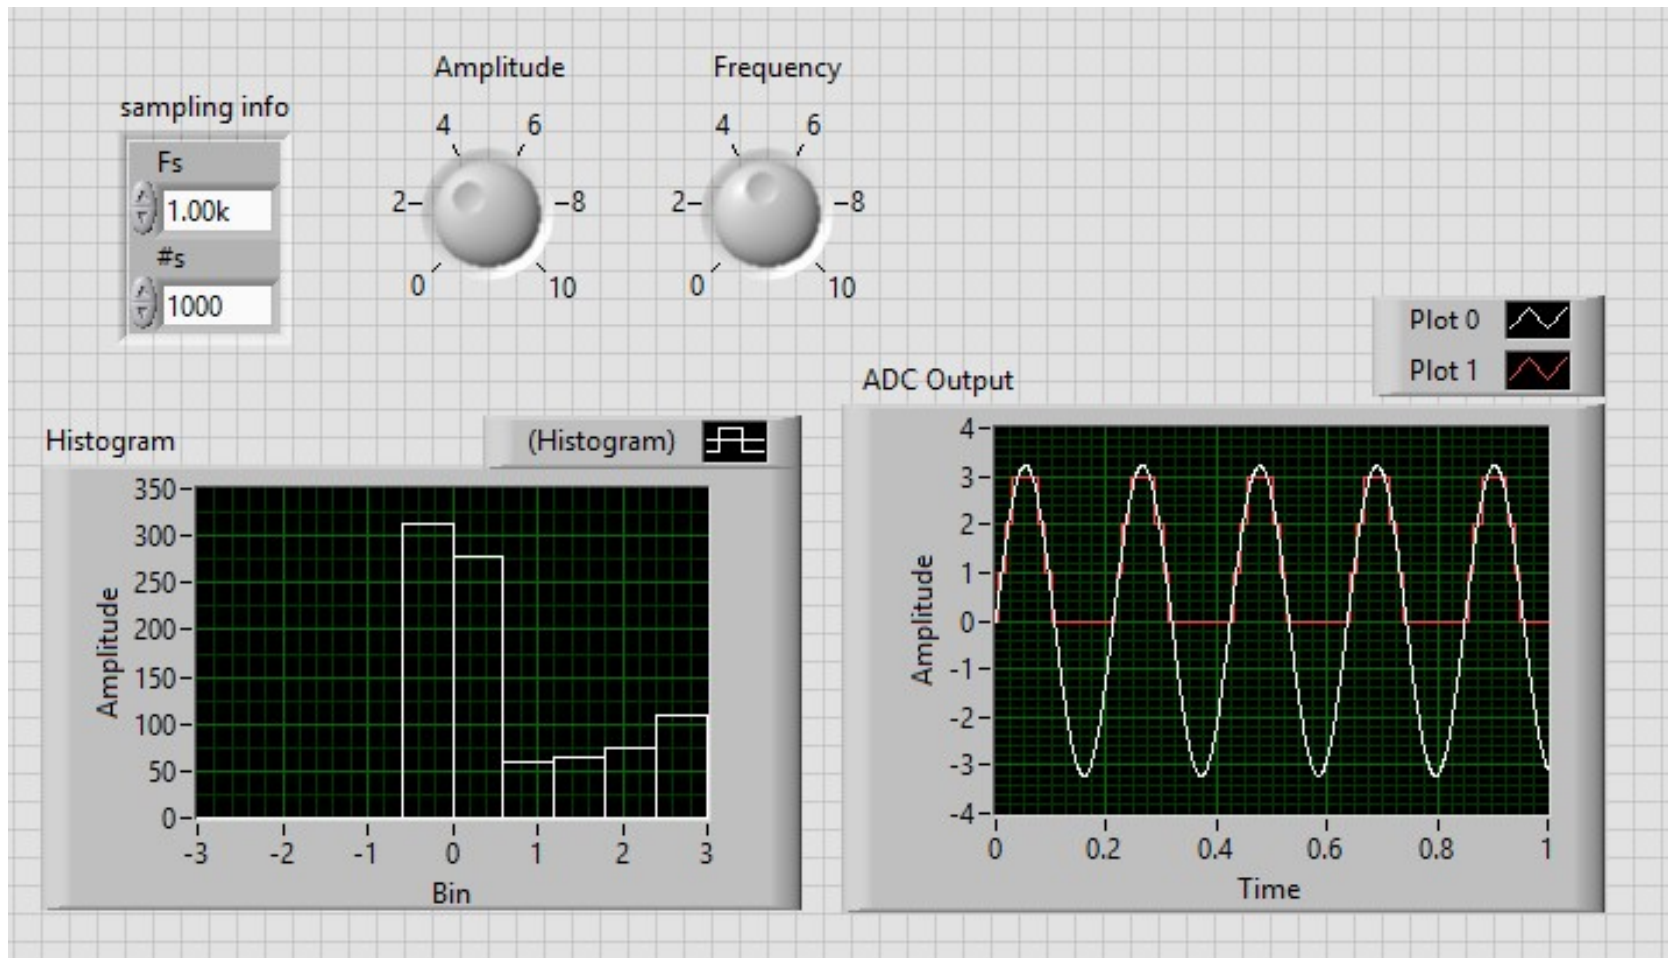 Amplitude
Frequency
sampling info
Fs
1.00k
#s
1000
4
6
2
8
0
10
4
6
2
8
0
10
Plot 0
Plot 1
Histogram
(Histogram)
350
300
250
200
150
100
50
0
Amplitude
-3
-2
-1
0
1
2
3
Bin
ADC Output
4
3
2
1
0
-1
-2
-3
-4
Amplitude
0
0.2
0.4
0.6
0.8
1
Time